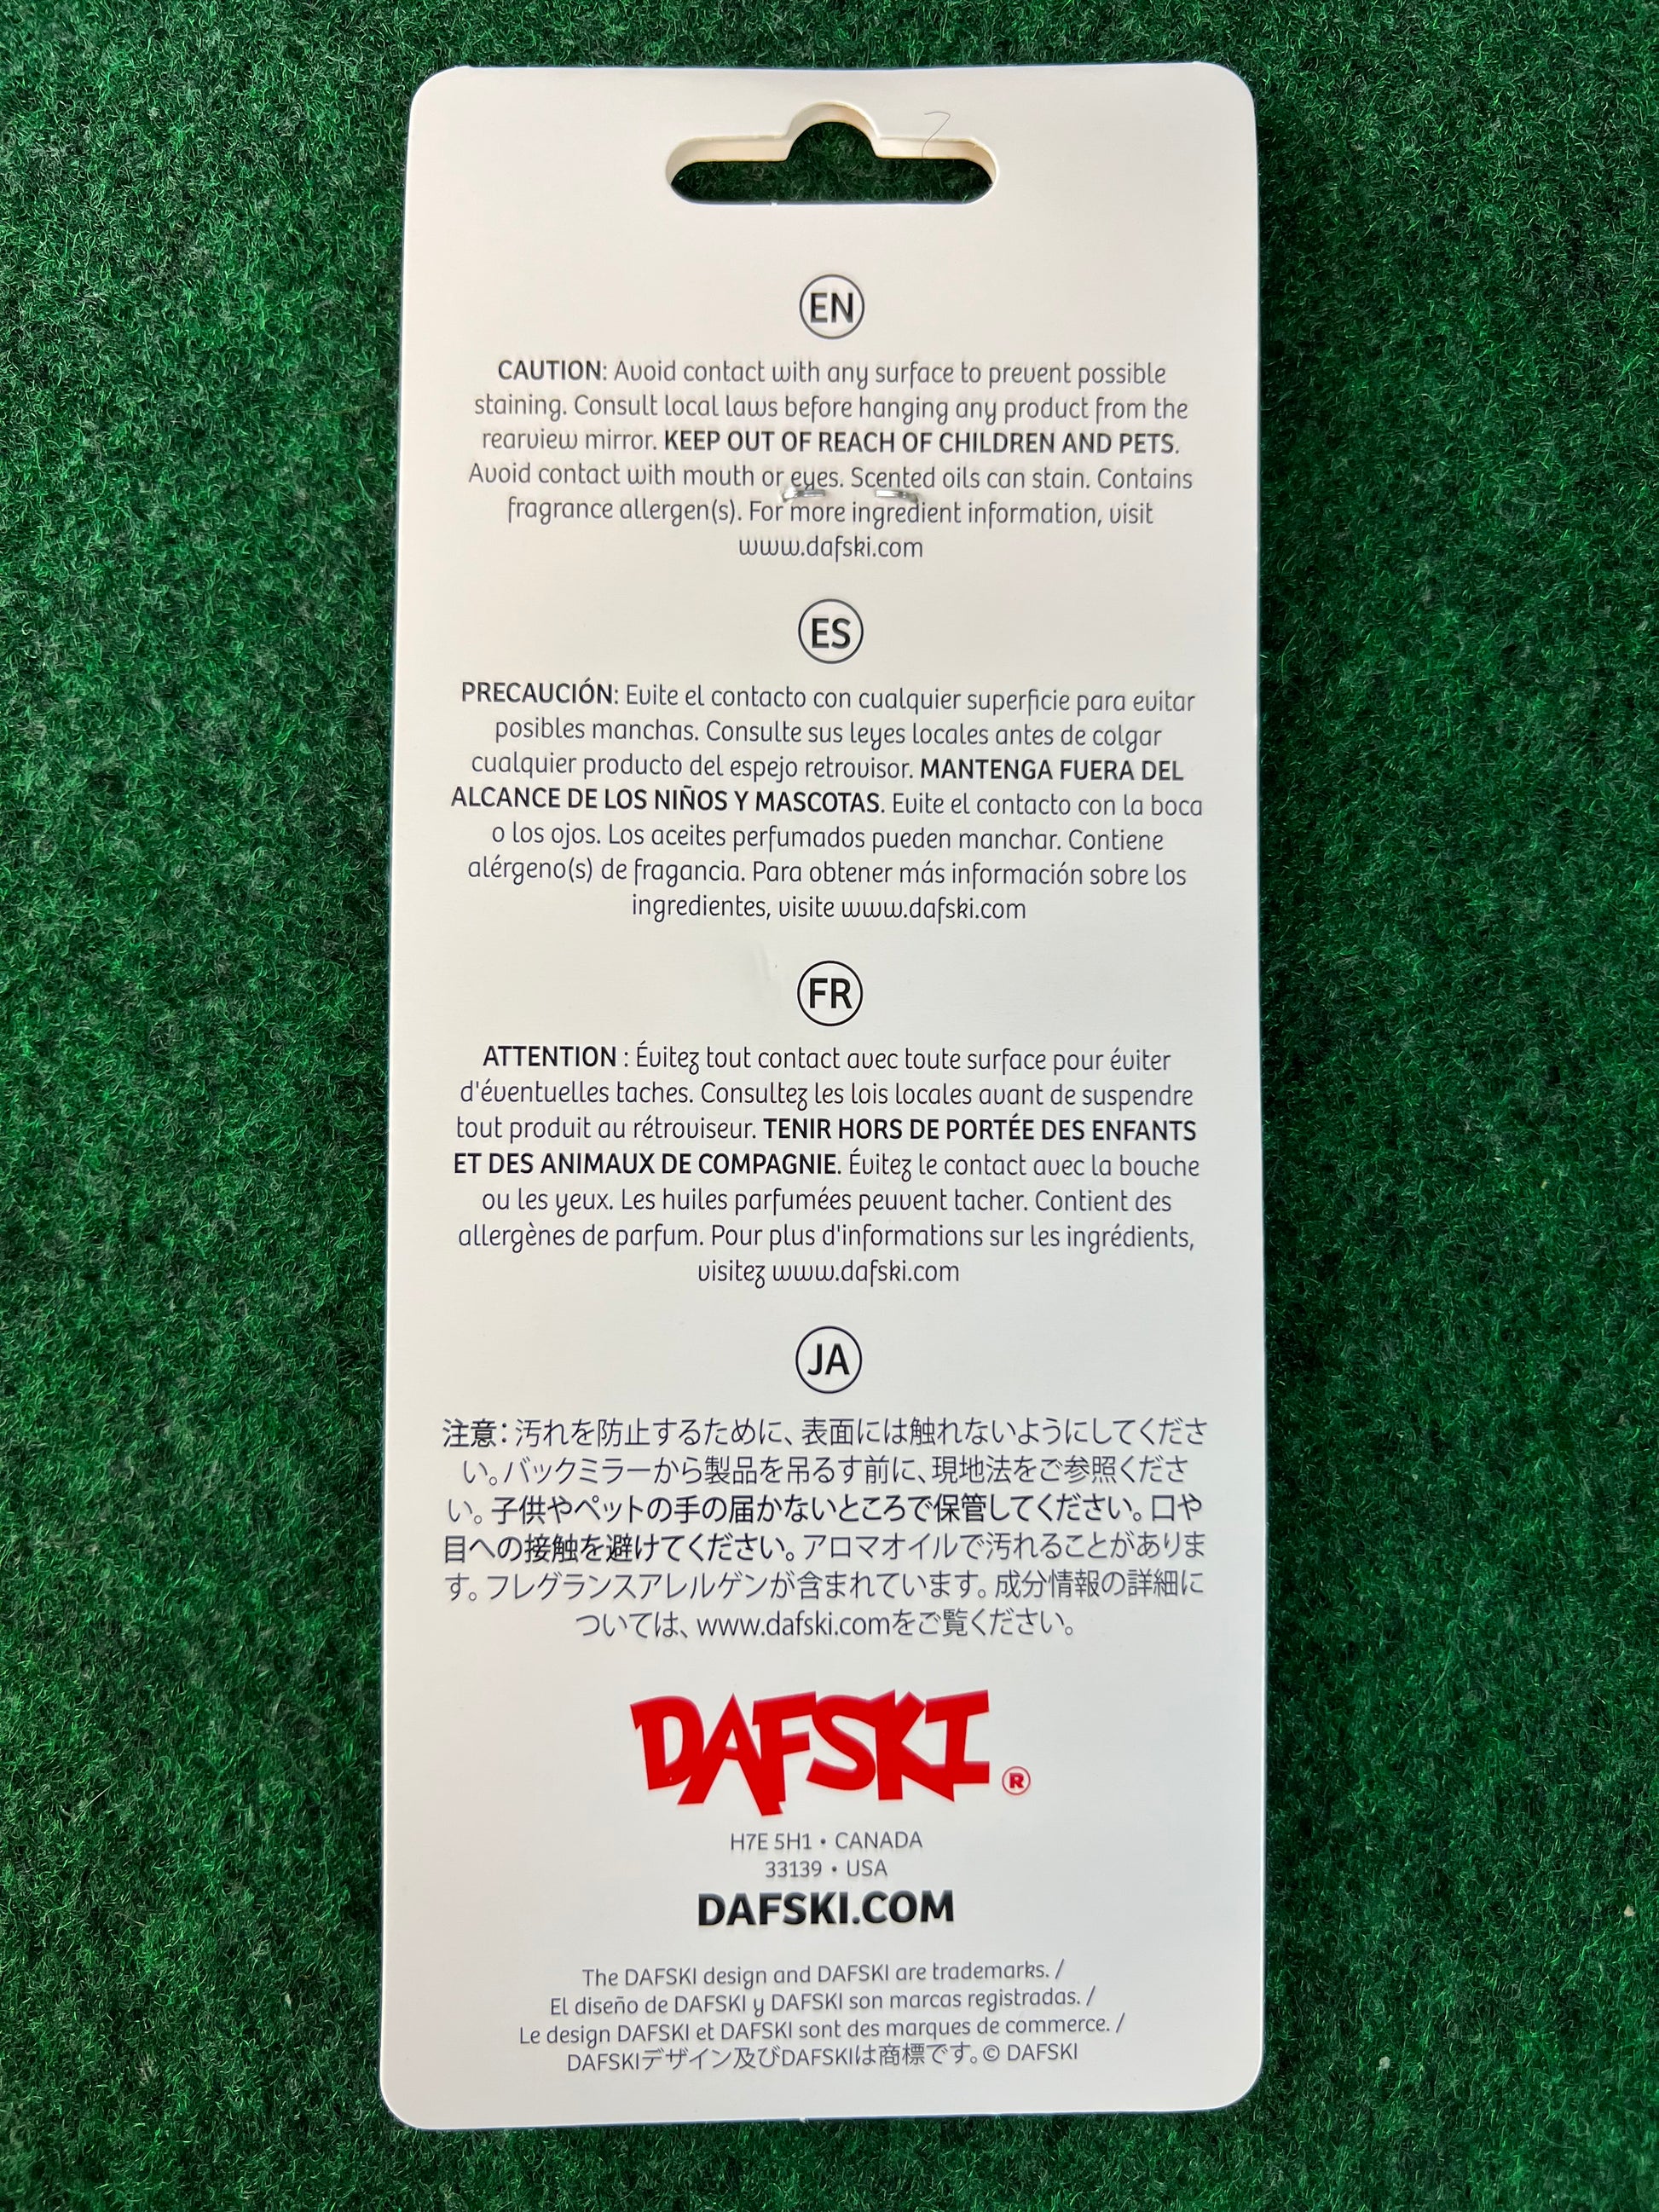 EN
CAUTION: Avoid contact with any surface to prevent possible
staining. Consult local laws before hanging any product from the
rearview mirror. KEEP OUT OF REACH OF CHILDREN AND PETS.
Avoid contact with mouth or eyes. Scented oils can stain. Contains
fragrance allergen(s). For more ingredient information, visit
www.dafski.com
ES
PRECAUCIÓN: Evite el contacto con cualquier superficie para evitar
posibles manchas. Consulte sus leyes locales antes de colgar
cualquier producto del espejo retrovisor. MANTENGA FUERA DEL
ALCANCE DE LOS NIÑOS Y MASCOTAS. Evite el contacto con la boca
o los ojos. Los aceites perfumados pueden manchar. Contiene
alérgeno(s) de fragancia. Para obtener más información sobre los
ingredientes, visite www.dafski.com
FR
ATTENTION : Évitez tout contact avec toute surface pour éviter
d'éventuelles taches. Consultez les lois locales avant de suspendre
tout produit au rétroviseur. TENIR HORS DE PORTÉE DES ENFANTS
ET DES ANIMAUX DE COMPAGNIE. Évitez le contact avec la bouche
ou les yeux. Les huiles parfumées peuvent tacher. Contient des
allergènes de parfum. Pour plus d'informations sur les ingrédients,
visitez www.dafski.com
JA
注意：汚れを防止するために、表面には触れないようにしてくださ
い。バックミラーから製品を吊るす前に、現地法をご参照くださ
い。子供やペットの手の届かないところで保管してください。口や
目への接触を避けてください。アロマオイルで汚れることがありま
す。フレグランスアレルゲンが含まれています。成分情報の詳細に
ついては、www.dafski.comをご覧ください。
DAFSKI®
H7E 5H1 • CANADA
33139 • USA
DAFSKI.COM
The DAFSKI design and DAFSKI are trademarks. /
El diseño de DAFSKI y DAFSKI son marcas registradas. /
Le design DAFSKI et DAFSKI sont des marques de commerce. /
DAFSKIデザイン及びDAFSKIは商標です。© DAFSKI